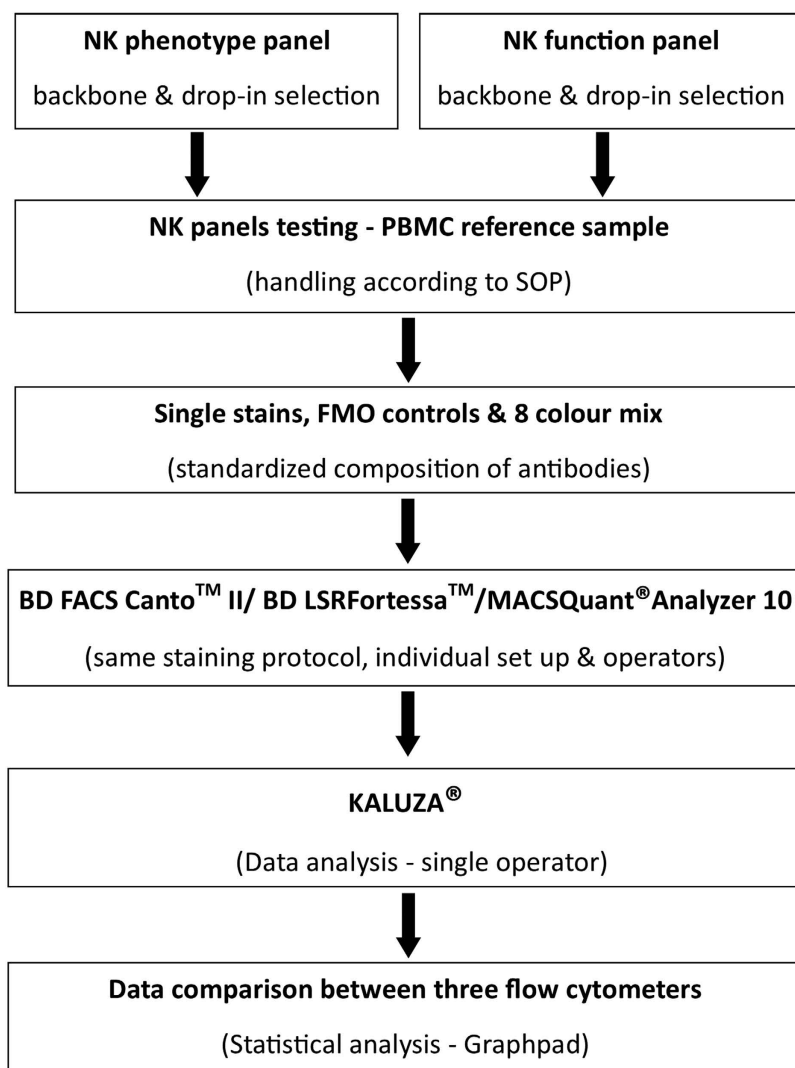 NK phenotype panel
backbone & drop-in selection
NK function panel
backbone & drop-in selection
NK panels testing - PBMC reference sample
(handling according to SOP)
Single stains, FMO controls & 8 colour mix
(standardized composition of antibodies)
BD FACS Canto™ II/ BD LSRFortessa™/MACSQuant®Analyzer 10
(same staining protocol, individual set up & operators)
KALUZA®
(Data analysis - single operator)
Data comparison between three flow cytometers
(Statistical analysis - Graphpad)